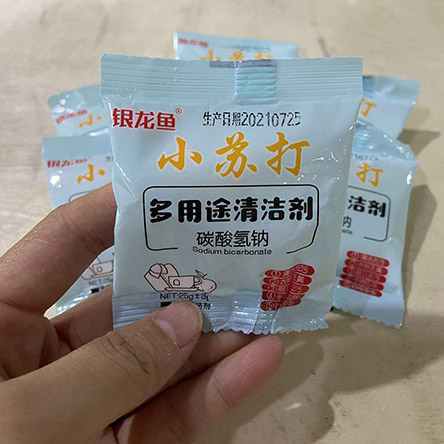 银龙鱼®
生产日期20210725
小苏打
多用途清洁剂
碳酸氢钠
Sodium bicarbonate
NET:25g±3g